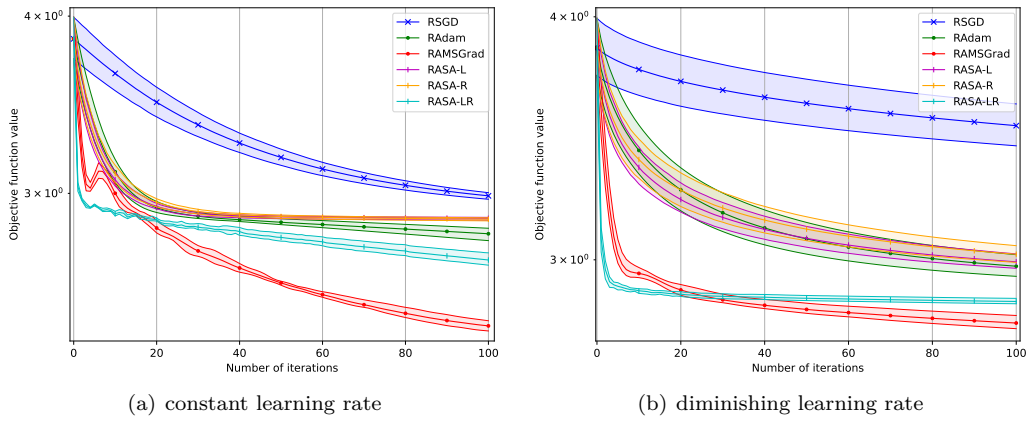 4 × 10⁰
3 × 10⁰
Objective function value
0 20 40 60 80 100
Number of iterations
RSGD
RAdam
RAMSGrad
RASA-L
RASA-R
RASA-LR
(a) constant learning rate
4 × 10⁰
3 × 10⁰
Objective function value
0 20 40 60 80 100
Number of iterations
RSGD
RAdam
RAMSGrad
RASA-L
RASA-R
RASA-LR
(b) diminishing learning rate